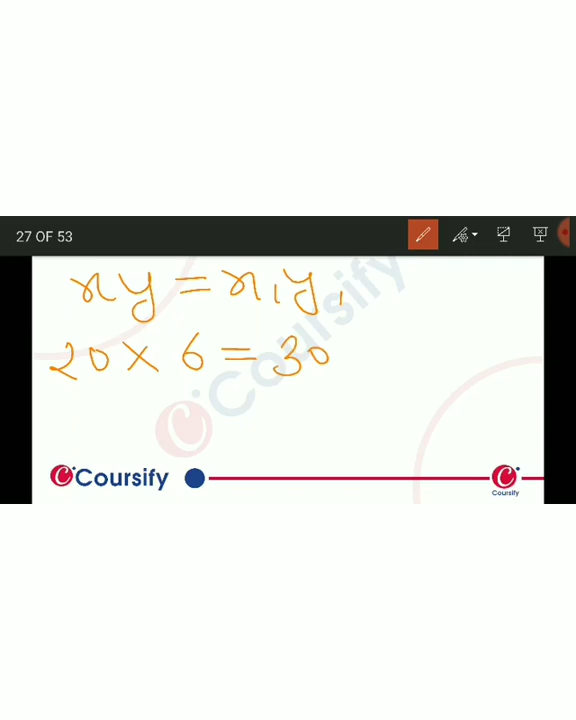 27 OF 53
xy = x₁y₁
20 × 6 = 30
Coursify
Coursify
Coursify